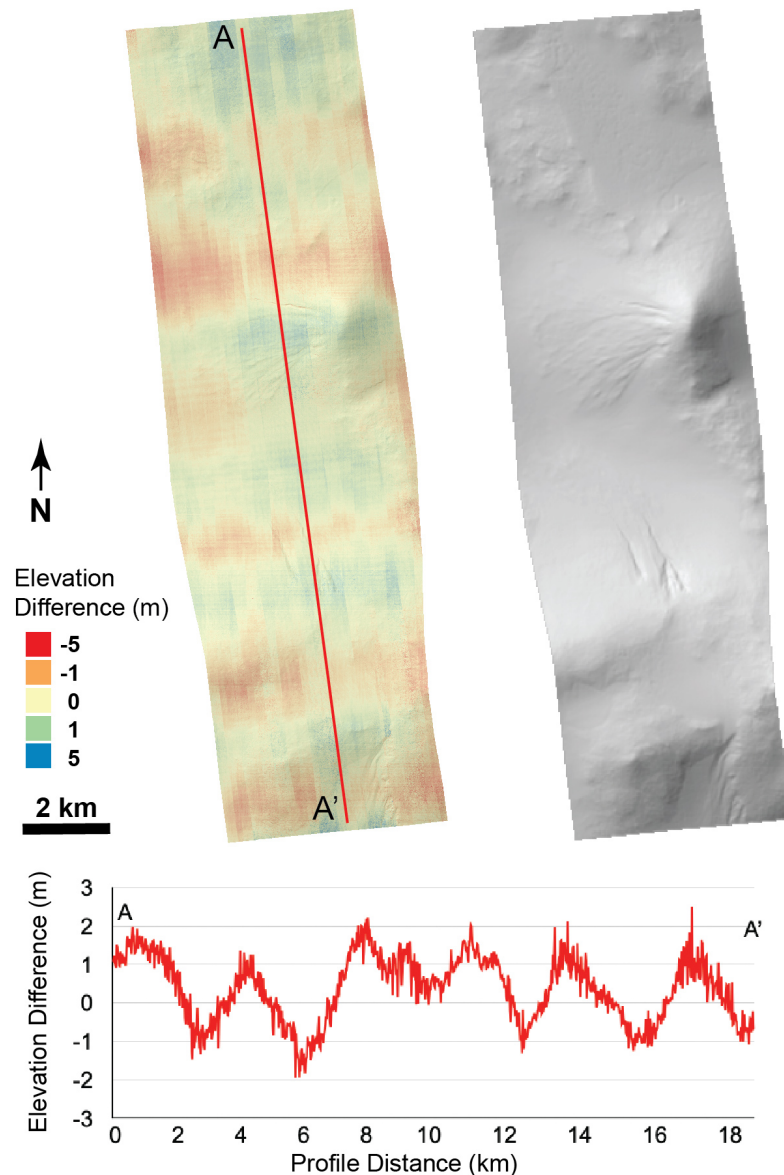 A
A'
N
Elevation
Difference (m)
-5
-1
0
1
5
2 km
Elevation Difference (m)
3
2
1
0
-1
-2
-3
A
A'
0 2 4 6 8 10 12 14 16 18
Profile Distance (km)